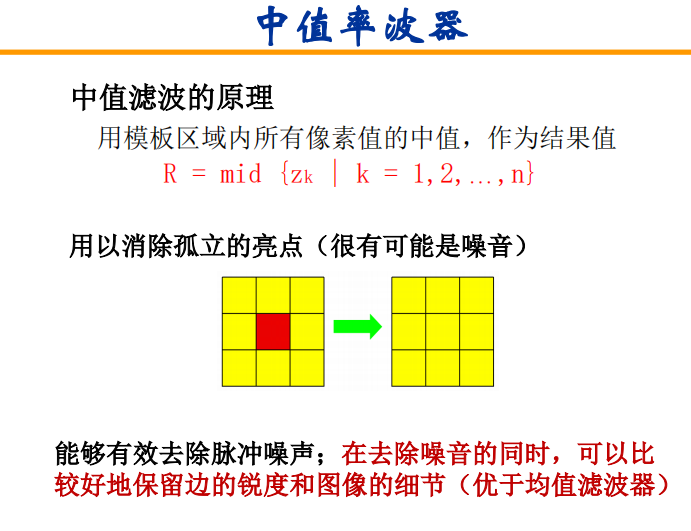 中值率波器
中值滤波的原理
用模板区域内所有像素值的中值，作为结果值
R = mid {zk | k = 1,2,…,n}
用以消除孤立的亮点（很有可能是噪音）
能够有效去除脉冲噪声；在去除噪音的同时，可以比
较好地保留边的锐度和图像的细节（优于均值滤波器）